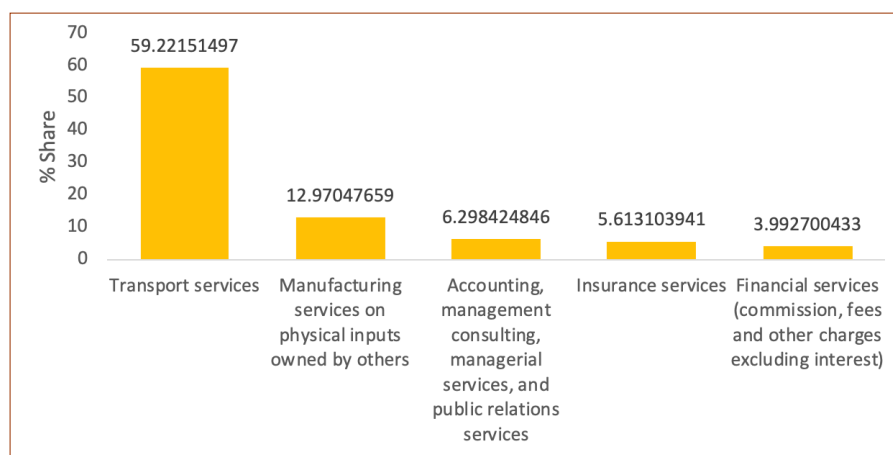 70
60
50
40
30
20
10
0
% Share
59.22151497
12.97047659
6.298424846
5.613103941
3.992700433
Transport services
Manufacturing
services on
physical inputs
owned by others
Accounting,
management
consulting,
managerial
services, and
public relations
services
Insurance services
Financial services
(commission, fees
and other charges
excluding interest)